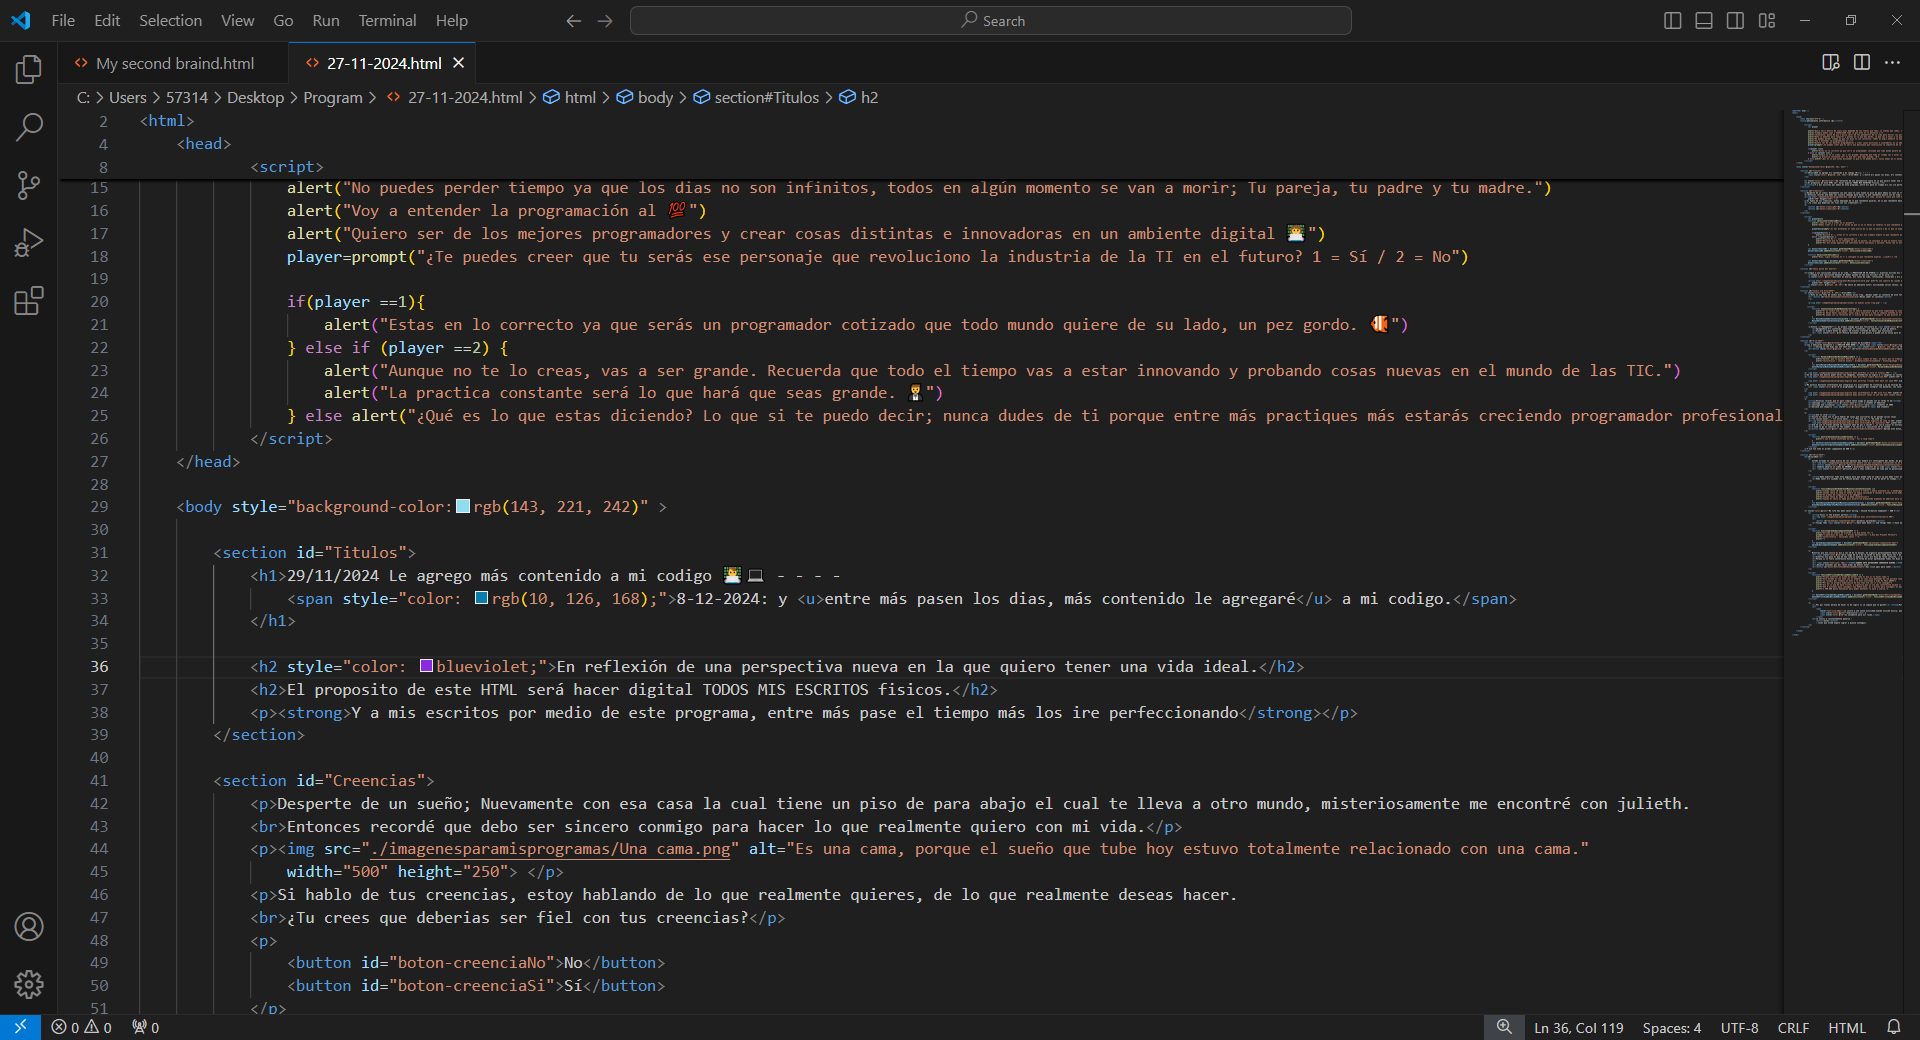 File Edit Selection View Go Run Terminal Help Search
My second braind.html 27-11-2024.html
C: > Users > 57314 > Desktop > Program > 27-11-2024.html > html > body > section#Titulos > h2
2 <html>
4 <head>
8 <script>
15 alert("No puedes perder tiempo ya que los dias no son infinitos, todos en algún momento se van a morir; Tu pareja, tu padre y tu madre.")
16 alert("Voy a entender la programación al 💯")
17 alert("Quiero ser de los mejores programadores y crear cosas distintas e innovadoras en un ambiente digital 👨‍💻")
18 player=prompt("¿Te puedes creer que tu serás ese personaje que revoluciono la industria de la TI en el futuro? 1 = Sí / 2 = No")
19
20 if(player ==1){
21 alert("Estas en lo correcto ya que serás un programador cotizado que todo mundo quiere de su lado, un pez gordo. 🐠")
22 } else if (player ==2) {
23 alert("Aunque no te lo creas, vas a ser grande. Recuerda que todo el tiempo vas a estar innovando y probando cosas nuevas en el mundo de las TIC.")
24 alert("La practica constante será lo que hará que seas grande. 👨‍💼")
25 } else alert("¿Qué es lo que estas diciendo? Lo que si te puedo decir; nunca dudes de ti porque entre más practiques más estarás creciendo programador profesional
26 </script>
27 </head>
28
29 <body style="background-color: rgb(143, 221, 242)" >
30
31 <section id="Titulos">
32 <h1>29/11/2024 Le agrego más contenido a mi codigo 👨‍💻💻 - - - -
33 <span style="color: rgb(10, 126, 168);">8-12-2024: y <u>entre más pasen los dias, más contenido le agregaré</u> a mi codigo.</span>
34 </h1>
35
36 <h2 style="color: blueviolet;">En reflexión de una perspectiva nueva en la que quiero tener una vida ideal.</h2>
37 <h2>El proposito de este HTML será hacer digital TODOS MIS ESCRITOS fisicos.</h2>
38 <p><strong>Y a mis escritos por medio de este programa, entre más pase el tiempo más los ire perfeccionando</strong></p>
39 </section>
40
41 <section id="Creencias">
42 <p>Desperte de un sueño; Nuevamente con esa casa la cual tiene un piso de para abajo el cual te lleva a otro mundo, misteriosamente me encontré con julieth.
43 <br>Entonces recordé que debo ser sincero conmigo para hacer lo que realmente quiero con mi vida.</p>
44 <p><img src="./imagenesparamisprogramas/Una cama.png" alt="Es una cama, porque el sueño que tube hoy estuvo totalmente relacionado con una cama."
45 width="500" height="250"> </p>
46 <p>Si hablo de tus creencias, estoy hablando de lo que realmente quieres, de lo que realmente deseas hacer.
47 <br>¿Tu crees que deberias ser fiel con tus creencias?</p>
48 <p>
49 <button id="boton-creenciaNo">No</button>
50 <button id="boton-creenciaSi">Sí</button>
51 </p>
0 0 0 Ln 36, Col 119 Spaces: 4 UTF-8 CRLF HTML